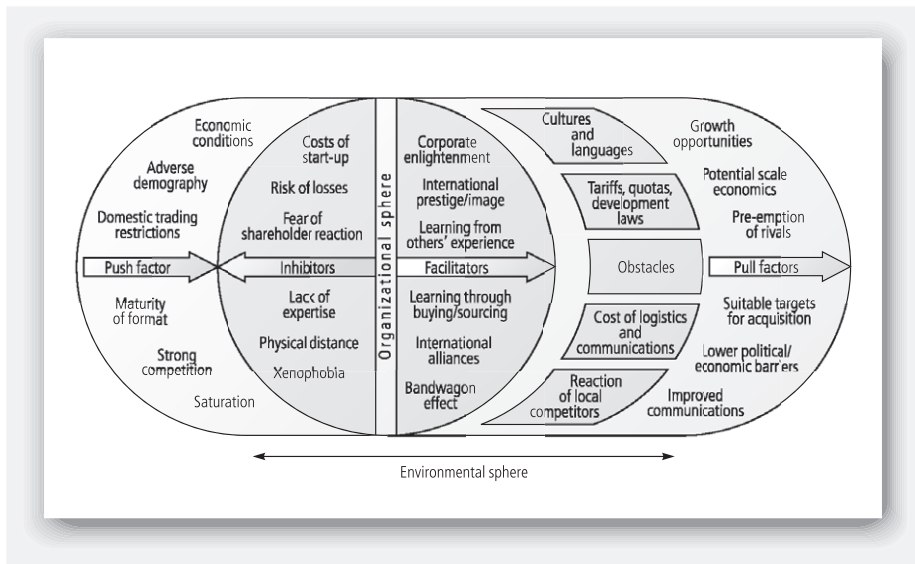 Economic
conditions
Adverse
demography
Domestic trading
restrictions
Push factor
Maturity
of format
Strong
competition
Saturation
Costs of
start-up
Risk of losses
Fear of
shareholder reaction
Inhibitors
Lack of
expertise
Physical distance
Xenophobia
Organizational sphere
Corporate
enlightenment
International
prestige/image
Learning from
others' experience
Facilitators
Learning through
buying/sourcing
International
alliances
Bandwagon
effect
Cultures
and
languages
Tariffs, quotas,
development
laws
Obstacles
Cost of logistics
and
communications
Reaction
of local
competitors
Growth
opportunities
Potential scale
economics
Pre-emption
of rivals
Pull factors
Suitable targets
for acquisition
Lower political/
economic barriers
Improved
communications
Environmental sphere